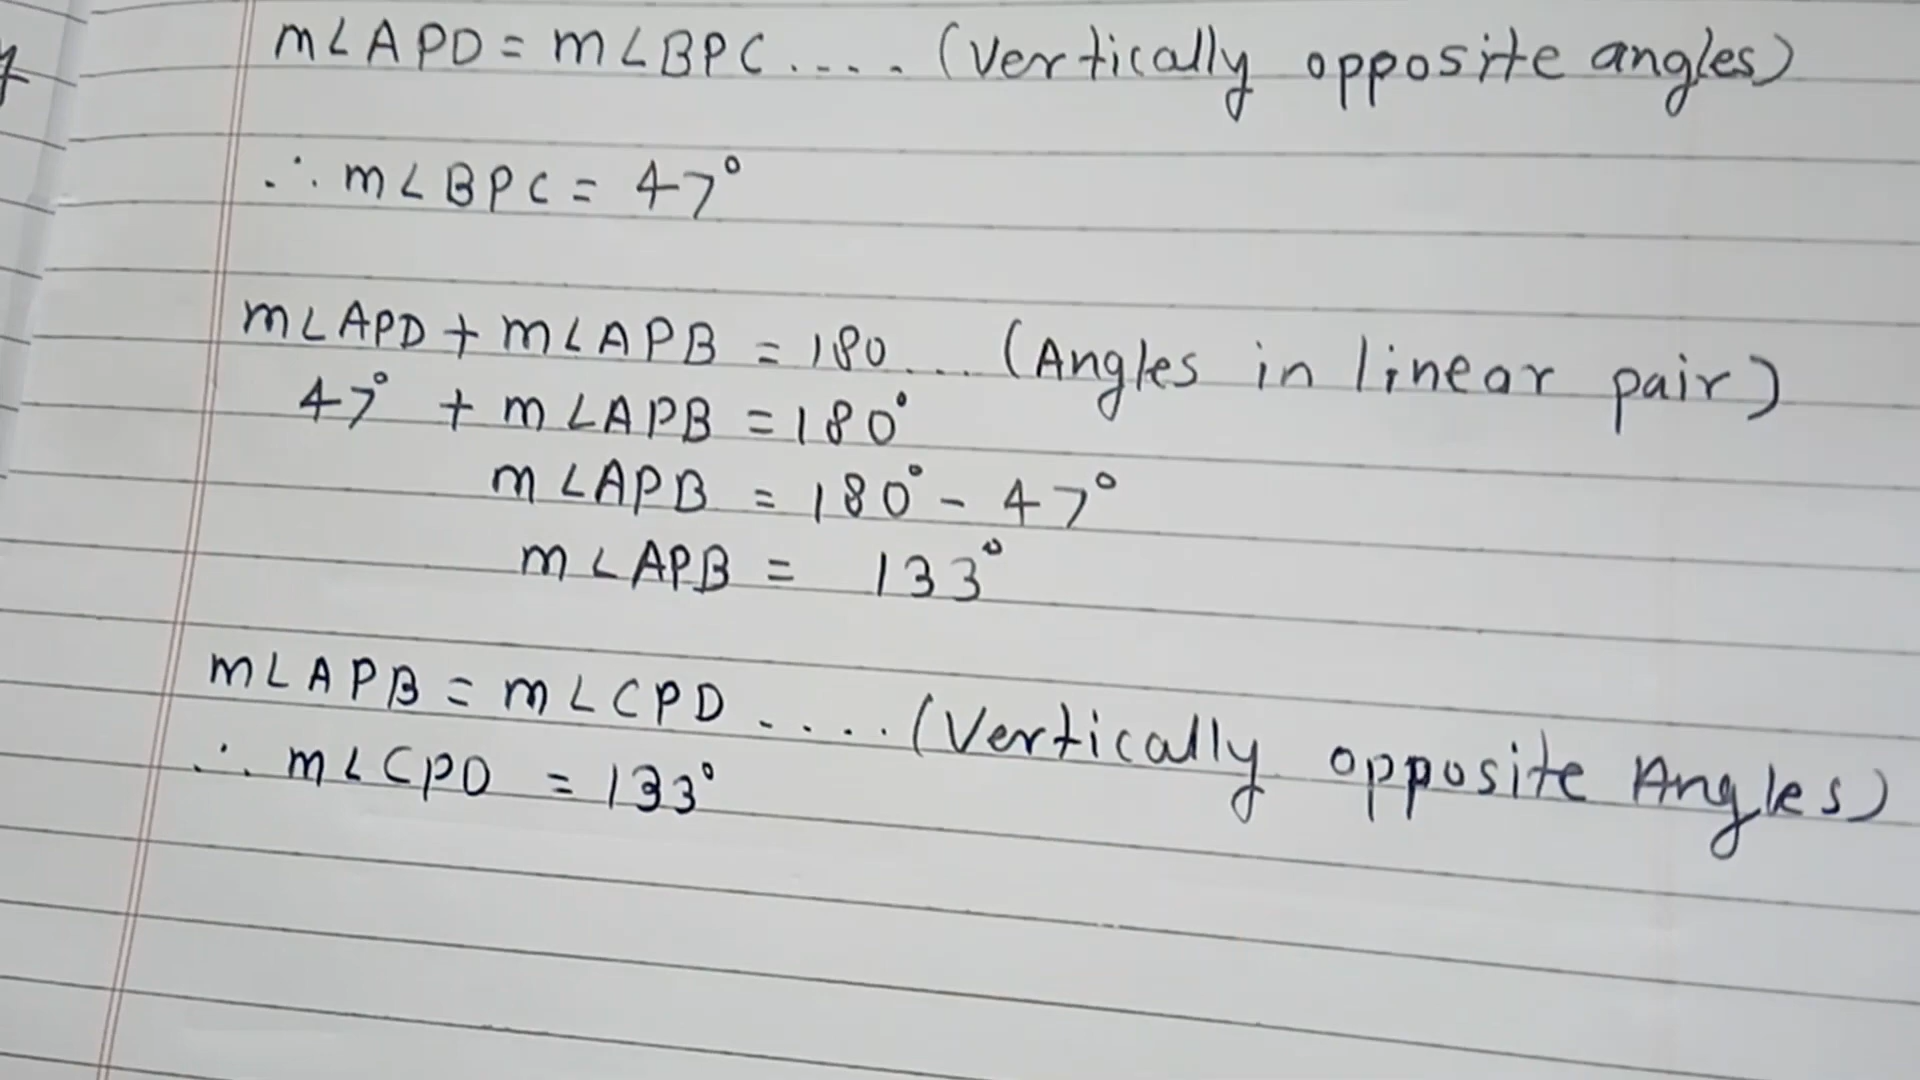 m∠APD = m∠BPC .... (Vertically opposite angles)
∴ m∠BPC = 47°
m∠APD + m∠APB = 180 .... (Angles in linear pair)
47° + m∠APB = 180°
m∠APB = 180° - 47°
m∠APB = 133°
m∠APB = m∠CPD .... (Vertically opposite Angles)
∴ m∠CPD = 133°